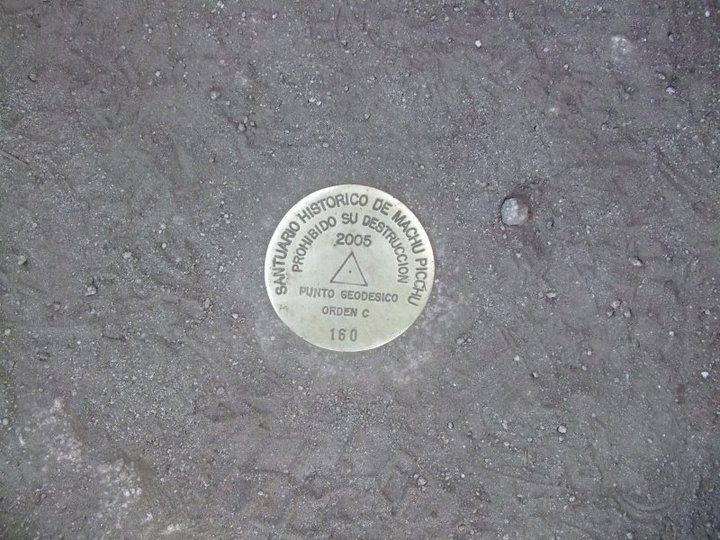 SANTUARIO HISTORICO DE MACHU PICCHU
PROHIBIDO SU DESTRUCCION
2005
PUNTO GEODESICO
ORDEN C
160